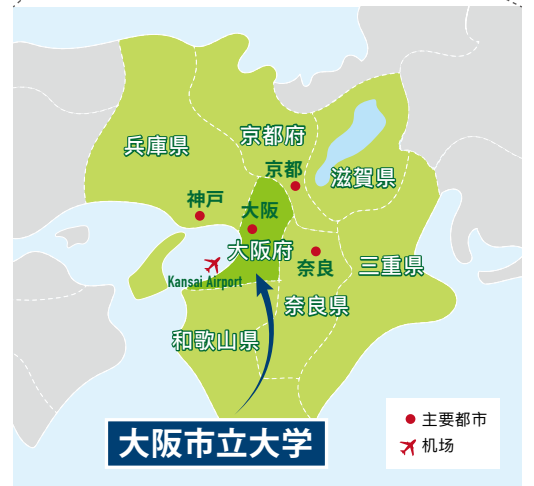 京都府
兵庫県
京都
滋賀県
神戸
大阪
大阪府
奈良
三重県
Kansai Airport
奈良県
和歌山県
大阪市立大学
主要都市
机场